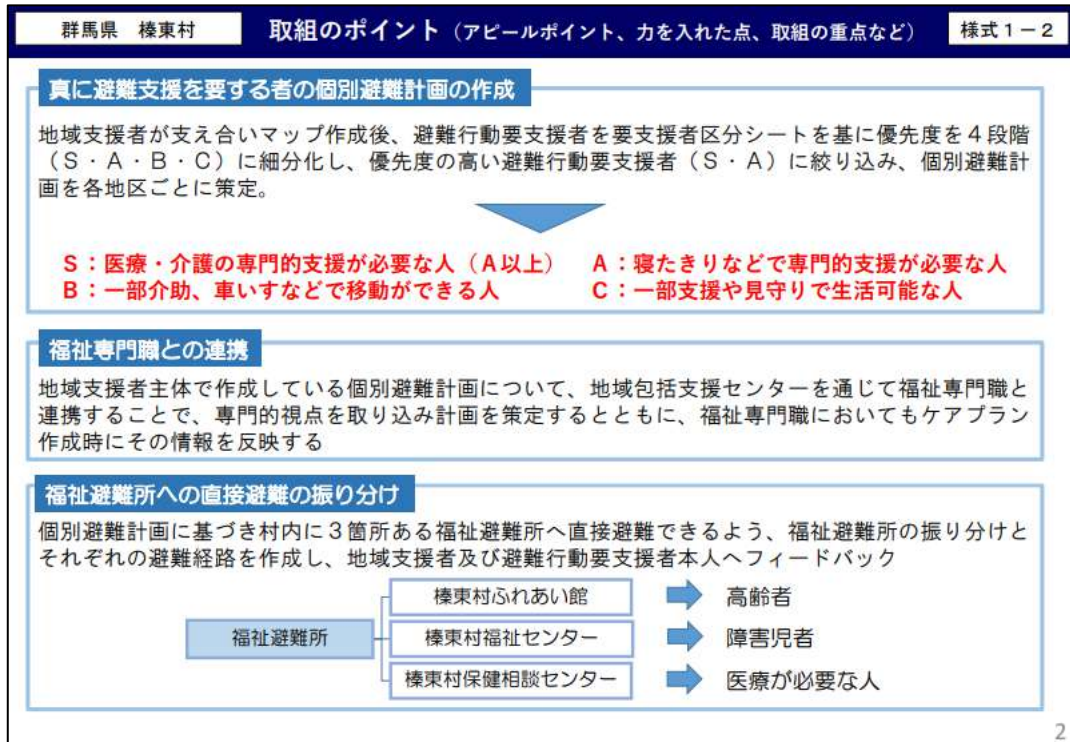 群馬県 榛東村
取組のポイント（アピールポイント、力を入れた点、取組の重点など）
様式１－２
真に避難支援を要する者の個別避難計画の作成
地域支援者が支え合いマップ作成後、避難行動要支援者を要支援者区分シートを基に優先度を４段階
（Ｓ・Ａ・Ｂ・Ｃ）に細分化し、優先度の高い避難行動要支援者（Ｓ・Ａ）に絞り込み、個別避難計
画を各地区ごとに策定。
Ｓ：医療・介護の専門的支援が必要な人（Ａ以上） Ａ：寝たきりなどで専門的支援が必要な人
Ｂ：一部介助、車いすなどで移動ができる人 Ｃ：一部支援や見守りで生活可能な人
福祉専門職との連携
地域支援者主体で作成している個別避難計画について、地域包括支援センターを通じて福祉専門職と
連携することで、専門的視点を取り込み計画を策定するとともに、福祉専門職においてもケアプラン
作成時にその情報を反映する
福祉避難所への直接避難の振り分け
個別避難計画に基づき村内に３箇所ある福祉避難所へ直接避難できるよう、福祉避難所の振り分けと
それぞれの避難経路を作成し、地域支援者及び避難行動要支援者本人へフィードバック
福祉避難所
榛東村ふれあい館 高齢者
榛東村福祉センター 障害児者
榛東村保健相談センター 医療が必要な人
2